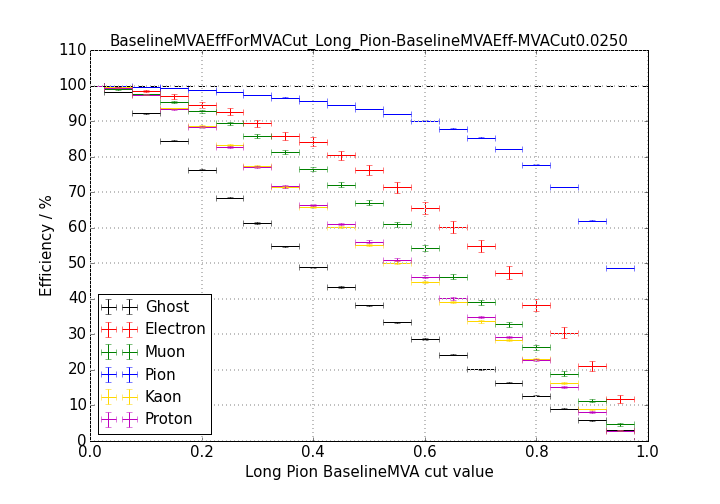 BaselineMVAEffForMVACut_Long_Pion-BaselineMVAEff-MVACut0.0250
110
100
90
80
70
60
50
40
30
20
10
0
Efficiency / %
Ghost
Electron
Muon
Pion
Kaon
Proton
0.0 0.2 0.4 0.6 0.8 1.0
Long Pion BaselineMVA cut value